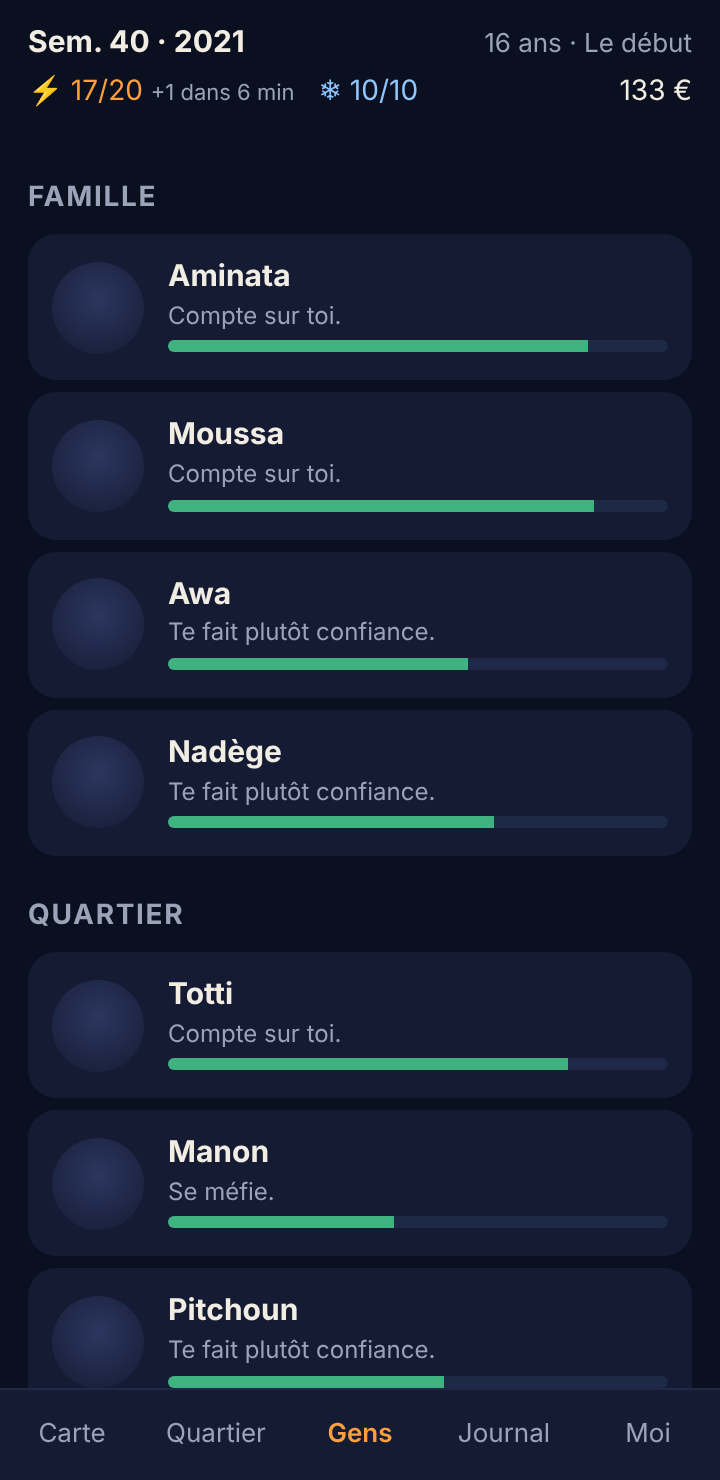 Sem. 40 · 2021
16 ans · Le début
⚡ 17/20 +1 dans 6 min ❄ 10/10
133 €
FAMILLE
Aminata
Compte sur toi.
Moussa
Compte sur toi.
Awa
Te fait plutôt confiance.
Nadège
Te fait plutôt confiance.
QUARTIER
Totti
Compte sur toi.
Manon
Se méfie.
Pitchoun
Te fait plutôt confiance.
Carte
Quartier
Gens
Journal
Moi